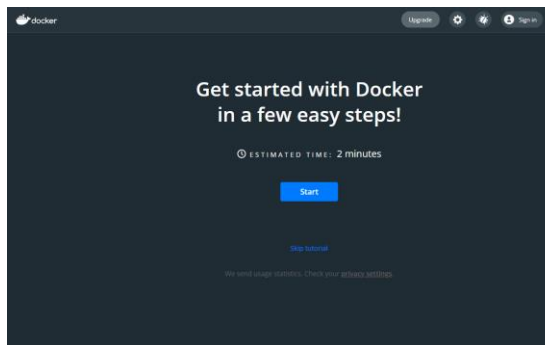 docker
Upgrade
Sign in
Get started with Docker
in a few easy steps!
ESTIMATED TIME: 2 minutes
Start
Skip tutorial
We send usage statistics. Check your privacy settings.